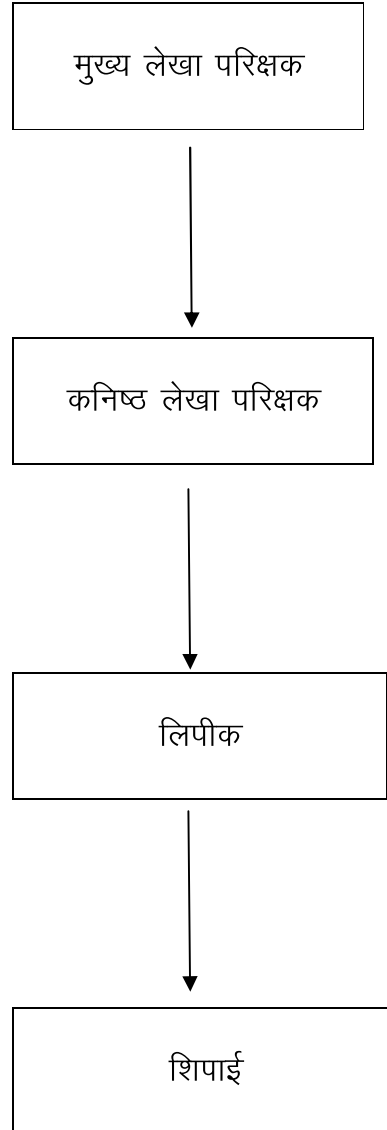 मुख्य लेखा परिक्षक
कनिष्ठ लेखा परिक्षक
लिपीक
शिपाई